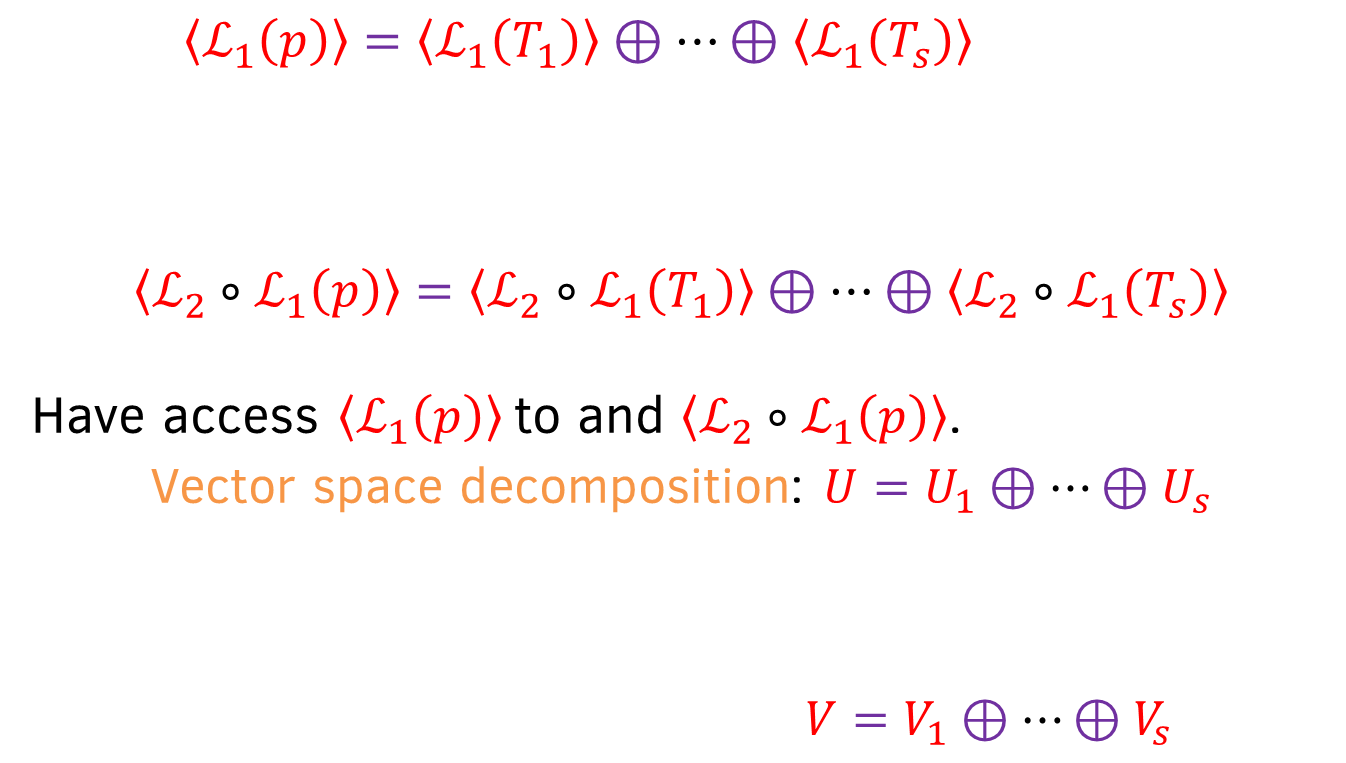 ⟨ℒ₁(p)⟩ = ⟨ℒ₁(T₁)⟩ ⊕ ⋯ ⊕ ⟨ℒ₁(Tₛ)⟩
⟨ℒ₂ ∘ ℒ₁(p)⟩ = ⟨ℒ₂ ∘ ℒ₁(T₁)⟩ ⊕ ⋯ ⊕ ⟨ℒ₂ ∘ ℒ₁(Tₛ)⟩
Have access ⟨ℒ₁(p)⟩ to and ⟨ℒ₂ ∘ ℒ₁(p)⟩.
Vector space decomposition: U = U₁ ⊕ ⋯ ⊕ Uₛ
V = V₁ ⊕ ⋯ ⊕ Vₛ